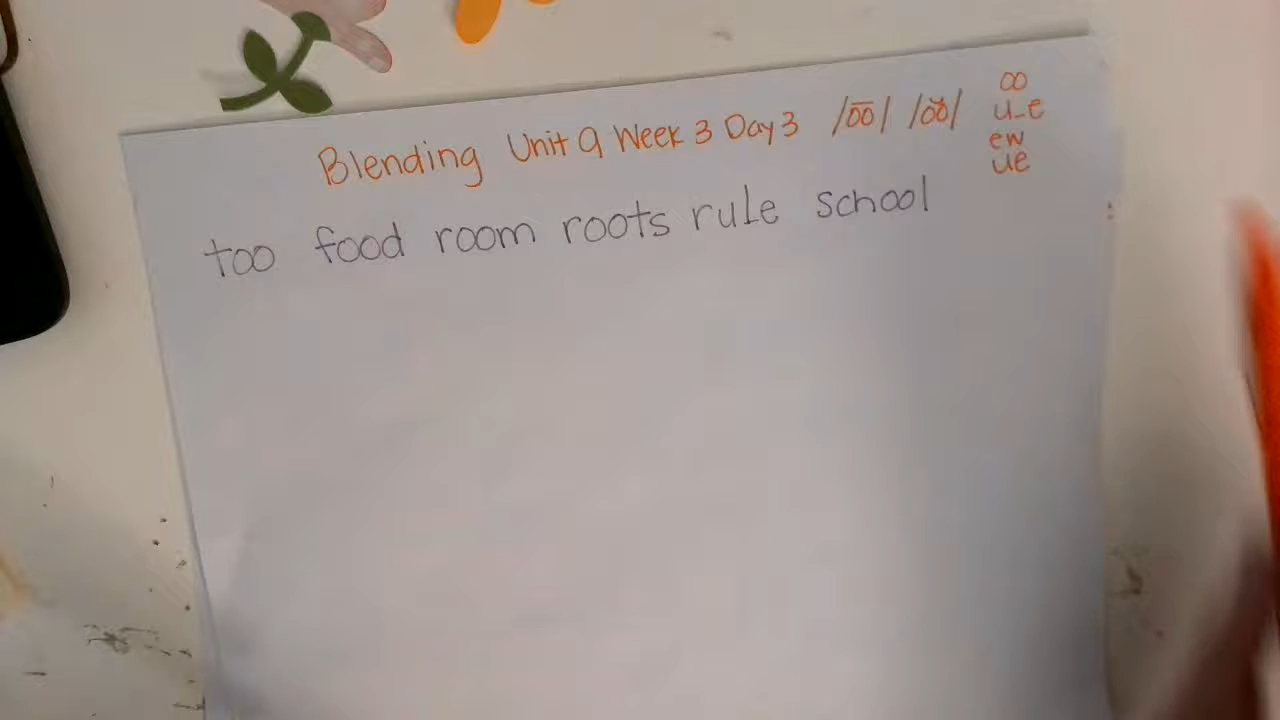 Blending Unit 9 Week 3 Day 3 /o͞o/ /o͝o/
oo
u_e
ew
ue
too food room roots rule school